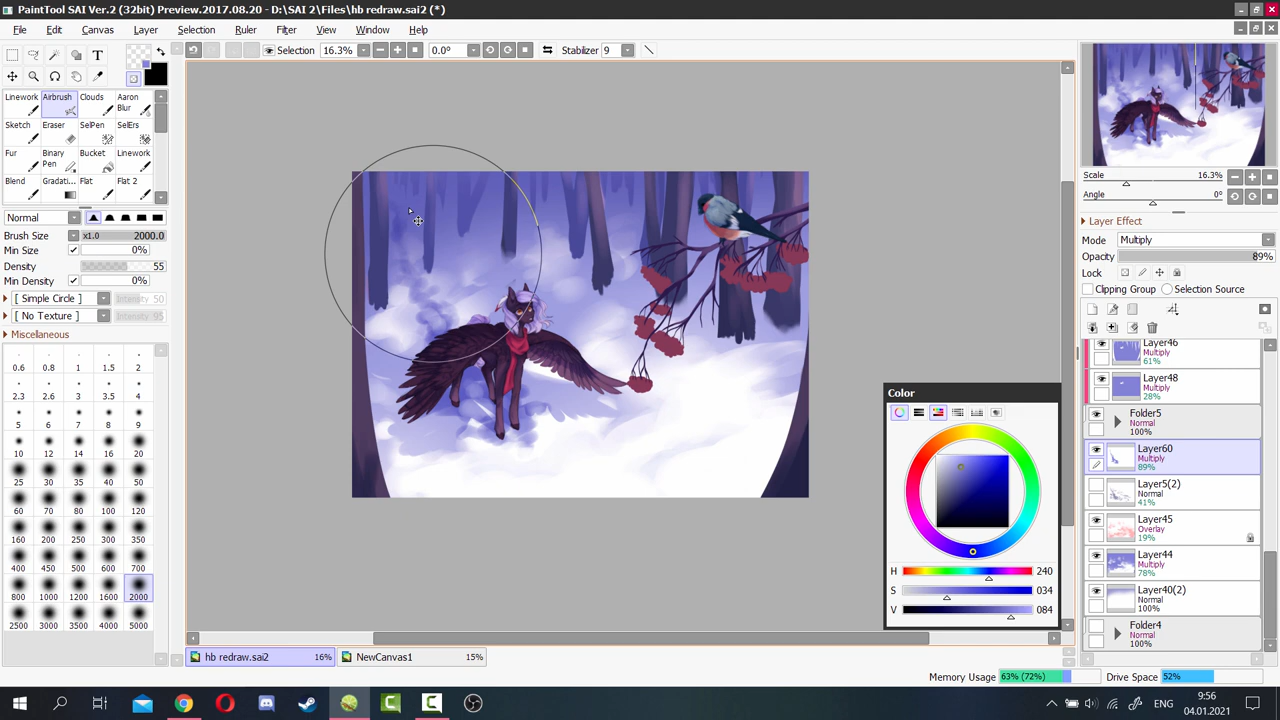 PaintTool SAI Ver.2 (32bit) Preview.2017.08.20 - D:\SAI 2\Files\hb redraw.sai2 (*)
File Edit Canvas Layer Selection Ruler Filter View Window Help
Selection 16.3% 0.0° Stabilizer 9
Linework Airbrush Clouds Aaron Blur
Sketch Eraser SelPen SelErs
Fur Binary Pen Bucket Linework
Blend Gradati... Flat Flat 2
Normal
Brush Size x1.0 2000.0
Min Size 0%
Density 55
Min Density 0%
[ Simple Circle ] Intensity 50
[ No Texture ] Intensity 95
Miscellaneous
0.6 0.8 1 1.5 2
2.3 2.6 3 3.5 4
5 6 7 8 9
10 12 14 16 20
25 30 35 40 50
60 70 80 100 120
160 200 250 300 350
400 450 500 600 700
800 1000 1200 1600 2000
2500 3000 3500 4000 5000
Scale 16.3%
Angle 0°
Layer Effect
Mode Multiply
Opacity 89%
Lock
Clipping Group Selection Source
Layer46
Multiply
61%
Layer48
Multiply
28%
Folder5
Normal
100%
Layer60
Multiply
89%
Layer5(2)
Normal
41%
Layer45
Overlay
19%
Layer44
Multiply
78%
Layer40(2)
Normal
100%
Folder4
Normal
100%
Color
H 240
S 034
V 084
hb redraw.sai2 16% NewCanvas1 15%
Memory Usage 63% (72%) Drive Space 52%
ENG
9:56
04.01.2021